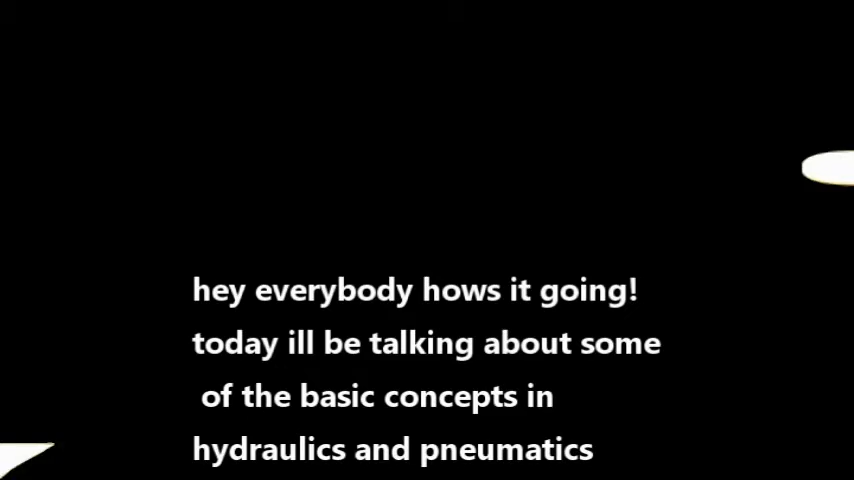 hey everybody hows it going!
today ill be talking about some
of the basic concepts in
hydraulics and pneumatics